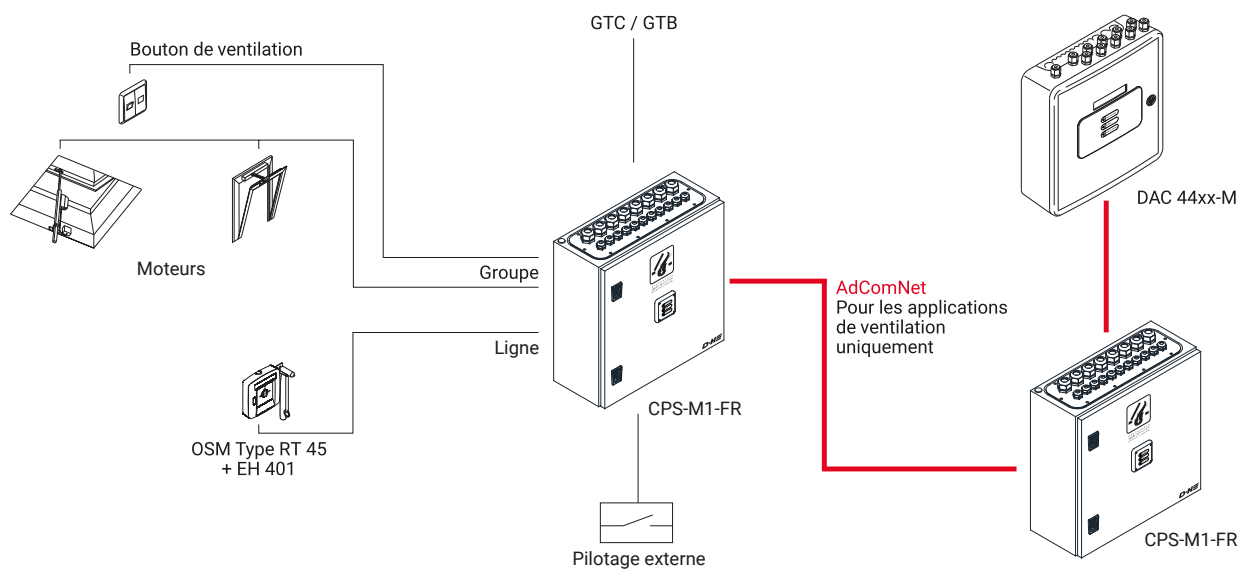 GTC / GTB
Bouton de ventilation
DAC 44xx-M
Moteurs
Groupe
AdComNet
Pour les applications
de ventilation
uniquement
Ligne
D+H
CPS-M1-FR
OSM Type RT 45
+ EH 401
D+H
Pilotage externe
CPS-M1-FR